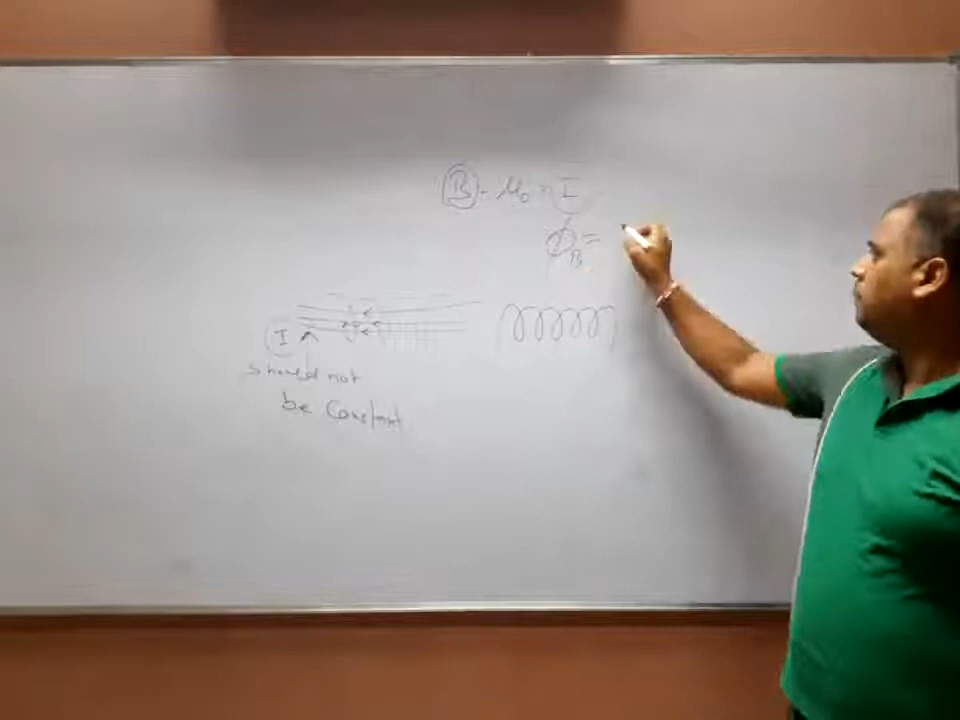 B = μ₀ n I
ϕ_B =
I
should not
be Constant